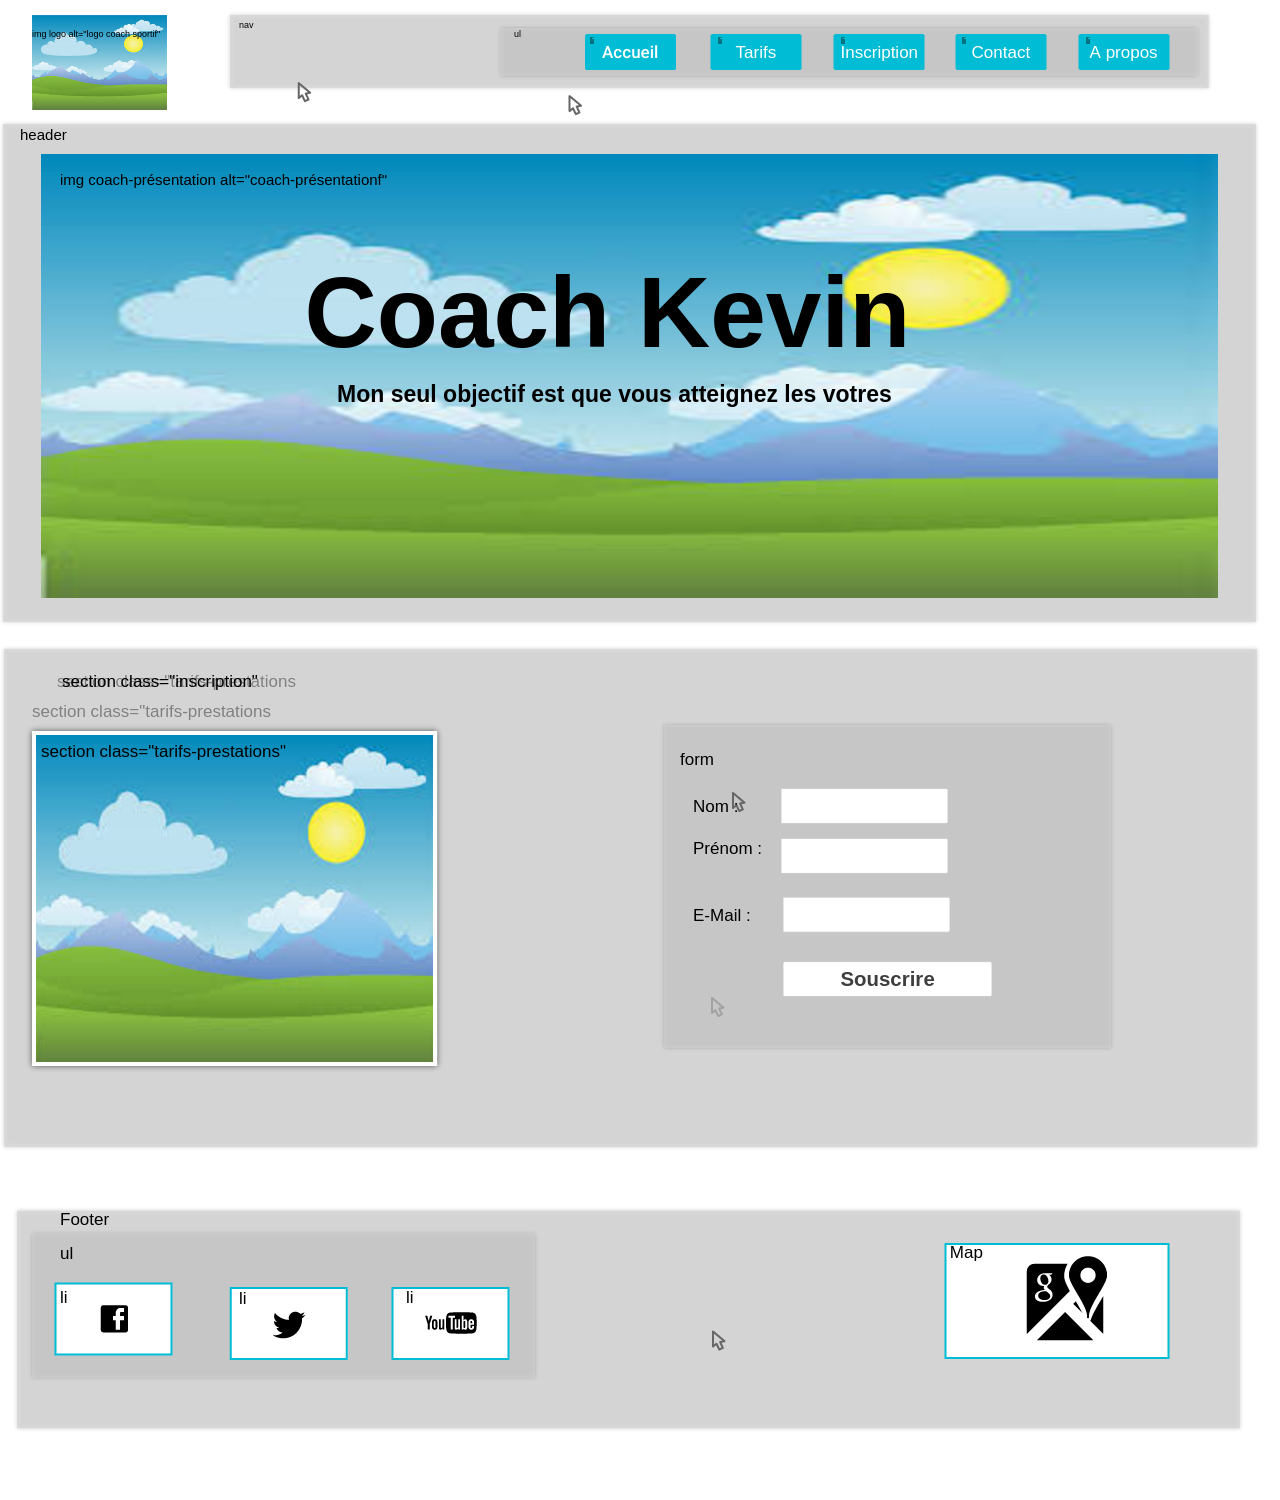 img logo alt="logo coach sportif"
nav
ul
li
Accueil
li
Tarifs
li
Inscription
li
Contact
li
A propos
header
img coach-présentation alt="coach-présentationf"
Coach Kevin
Mon seul objectif est que vous atteignez les votres
section class="inscription"
section class="tarifs-prestations
section class="tarifs-prestations
section class="tarifs-prestations"
form
Nom :
Prénom :
E-Mail :
Souscrire
Footer
ul
li
li
li
You Tube
Map
g